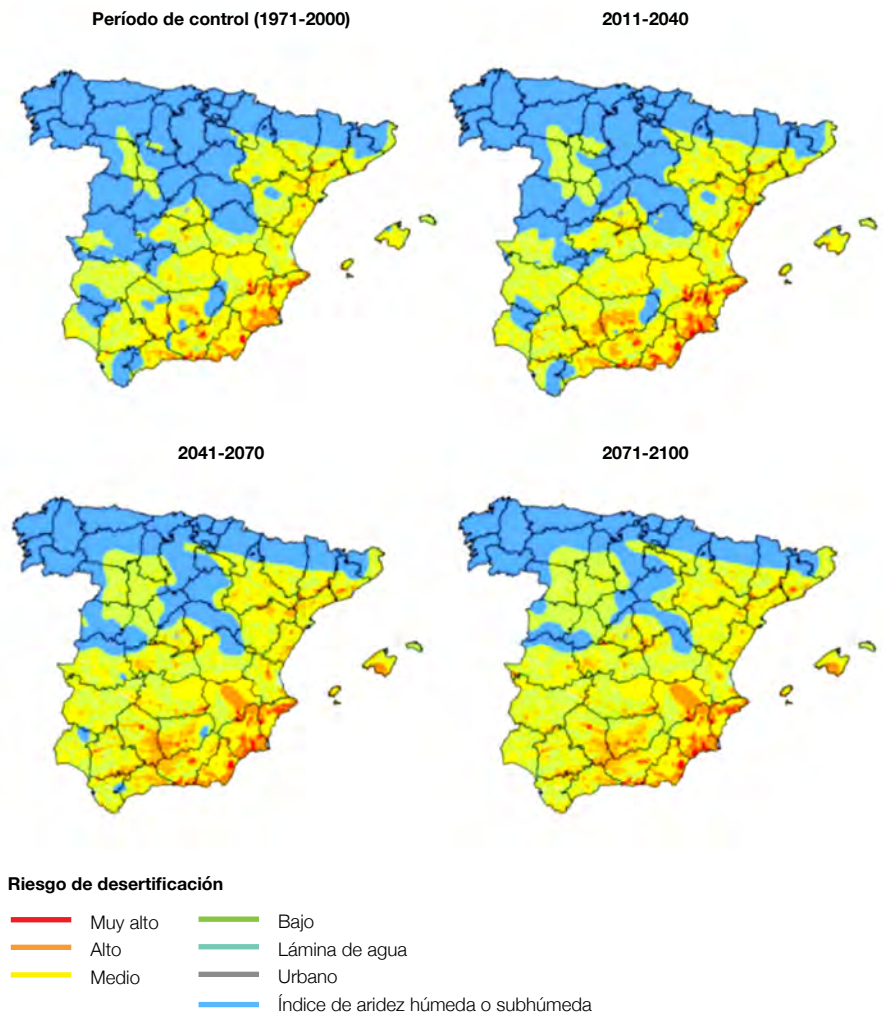 Período de control (1971-2000)
2011-2040
2041-2070
2071-2100
Riesgo de desertificación
Muy alto
Alto
Medio
Bajo
Lámina de agua
Urbano
Índice de aridez húmeda o subhúmeda